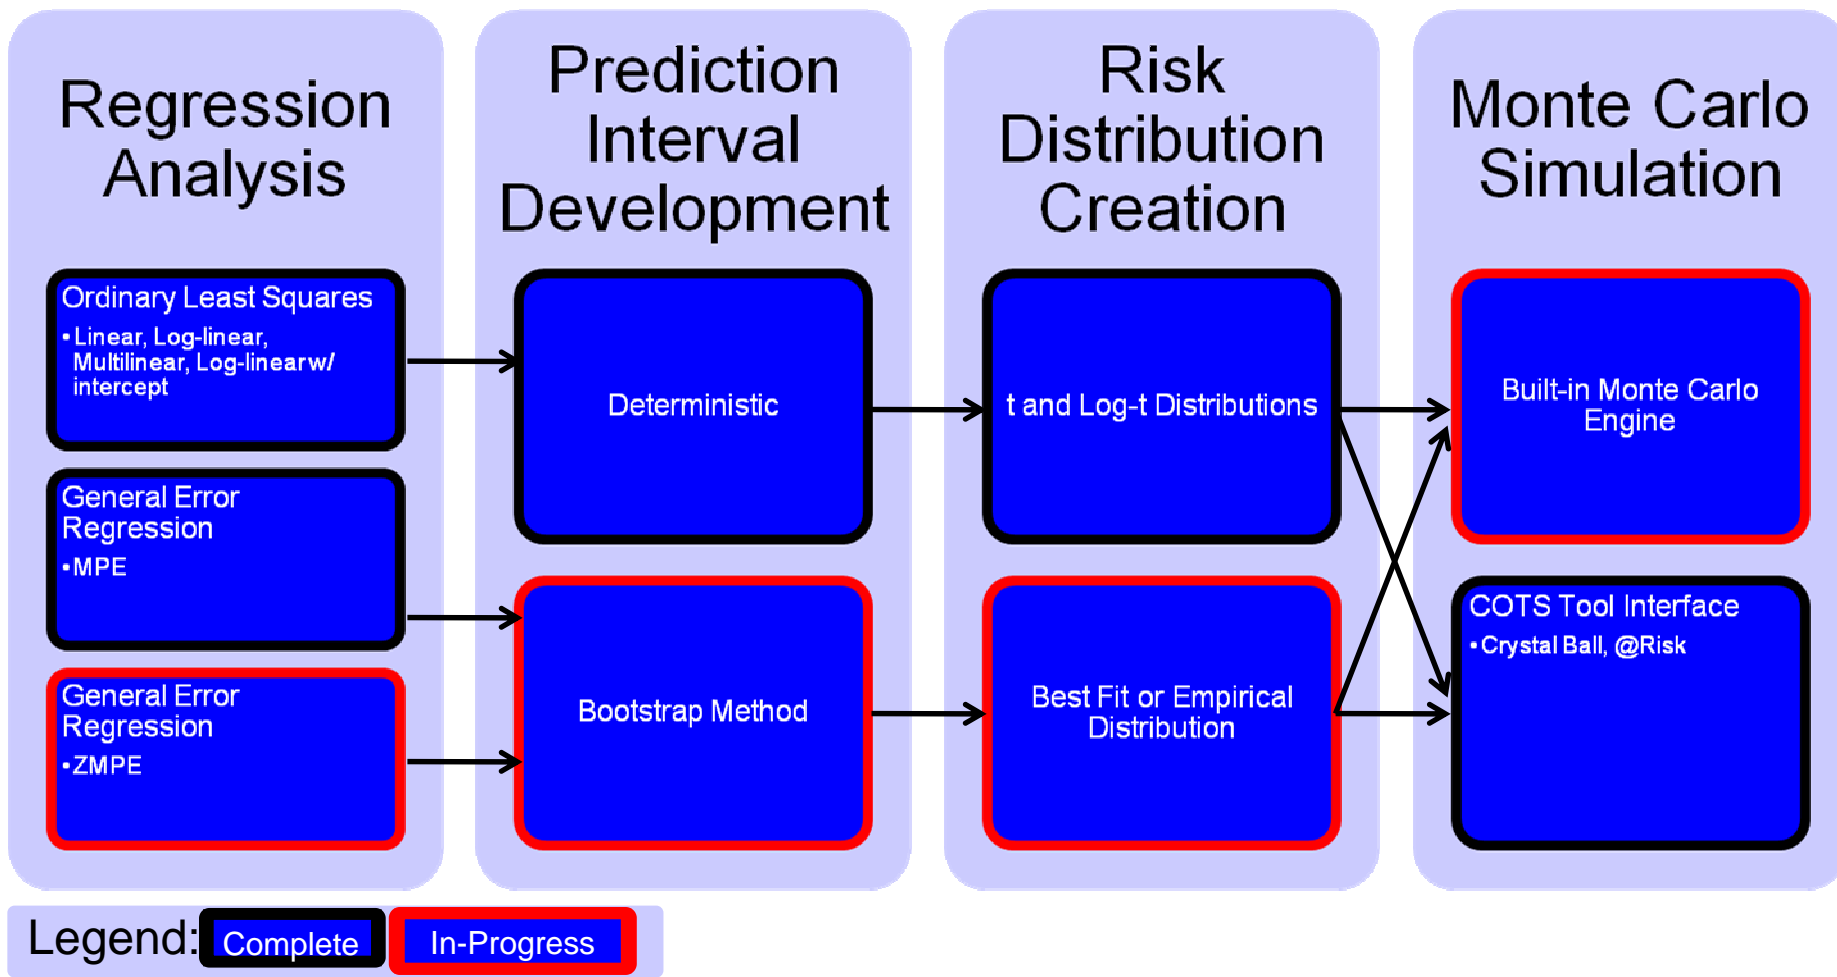 Regression
Analysis
Ordinary Least Squares
•Linear, Log-linear,
Multilinear, Log-linear w/
intercept
General Error
Regression
•MPE
General Error
Regression
•ZMPE
Prediction
Interval
Development
Deterministic
Bootstrap Method
Risk
Distribution
Creation
t and Log-t Distributions
Best Fit or Empirical
Distribution
Monte Carlo
Simulation
Built-in Monte Carlo
Engine
COTS Tool Interface
•Crystal Ball, @Risk
Legend:
Complete
In-Progress